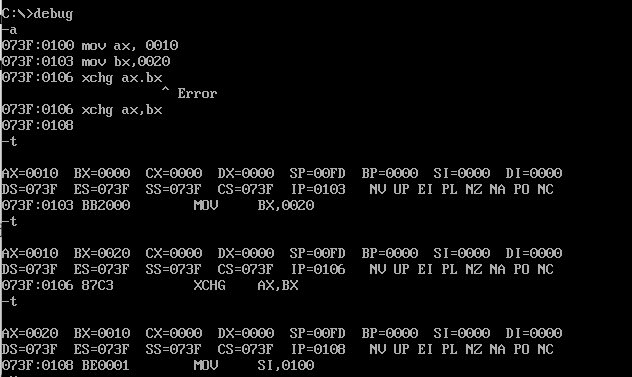 C:\>debug
-a
073F:0100 mov ax, 0010
073F:0103 mov bx,0020
073F:0106 xchg ax.bx
^ Error
073F:0106 xchg ax,bx
073F:0108
-t
AX=0010 BX=0000 CX=0000 DX=0000 SP=00FD BP=0000 SI=0000 DI=0000
DS=073F ES=073F SS=073F CS=073F IP=0103 NV UP EI PL NZ NA PO NC
073F:0103 BB2000 MOV BX,0020
-t
AX=0010 BX=0020 CX=0000 DX=0000 SP=00FD BP=0000 SI=0000 DI=0000
DS=073F ES=073F SS=073F CS=073F IP=0106 NV UP EI PL NZ NA PO NC
073F:0106 87C3 XCHG AX,BX
-t
AX=0020 BX=0010 CX=0000 DX=0000 SP=00FD BP=0000 SI=0000 DI=0000
DS=073F ES=073F SS=073F CS=073F IP=0108 NV UP EI PL NZ NA PO NC
073F:0108 BE0001 MOV SI,0100